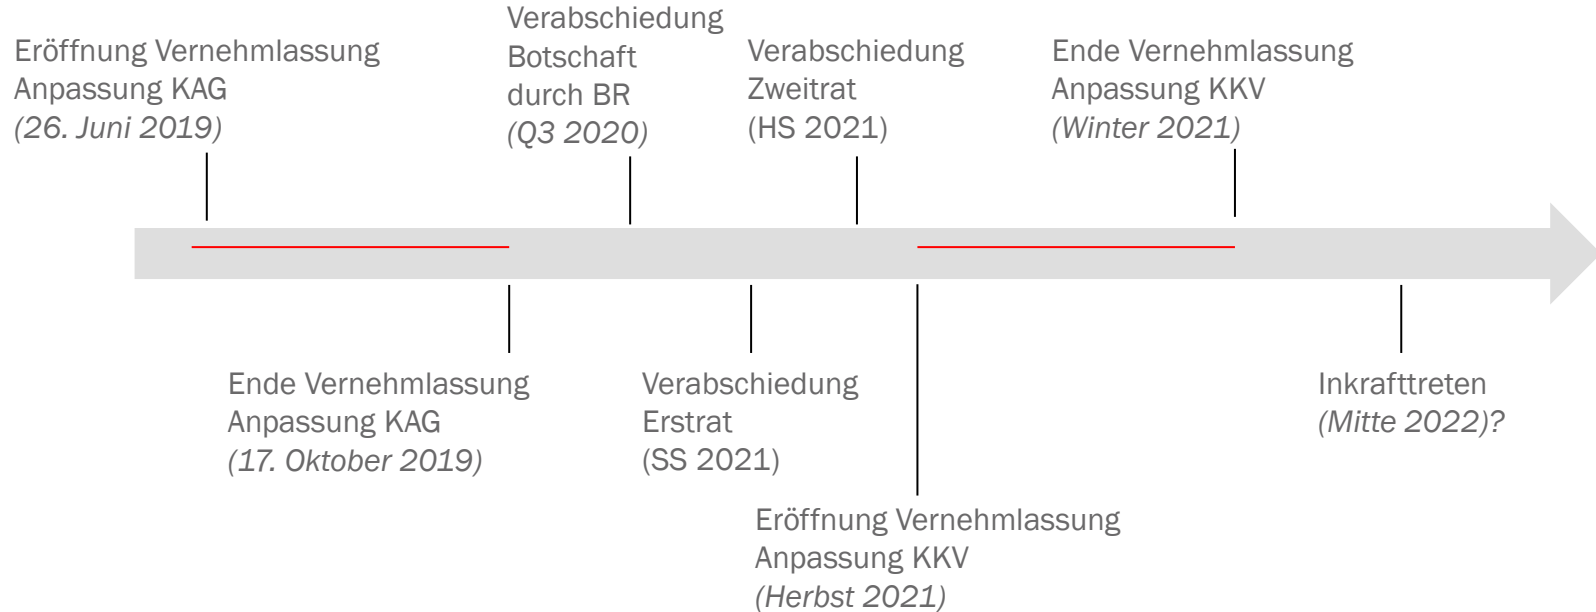 Eröffnung Vernehmlassung
Anpassung KAG
(26. Juni 2019)
Verabschiedung
Botschaft
durch BR
(Q3 2020)
Verabschiedung
Zweitrat
(HS 2021)
Ende Vernehmlassung
Anpassung KKV
(Winter 2021)
Ende Vernehmlassung
Anpassung KAG
(17. Oktober 2019)
Verabschiedung
Erstrat
(SS 2021)
Eröffnung Vernehmlassung
Anpassung KKV
(Herbst 2021)
Inkrafttreten
(Mitte 2022)?